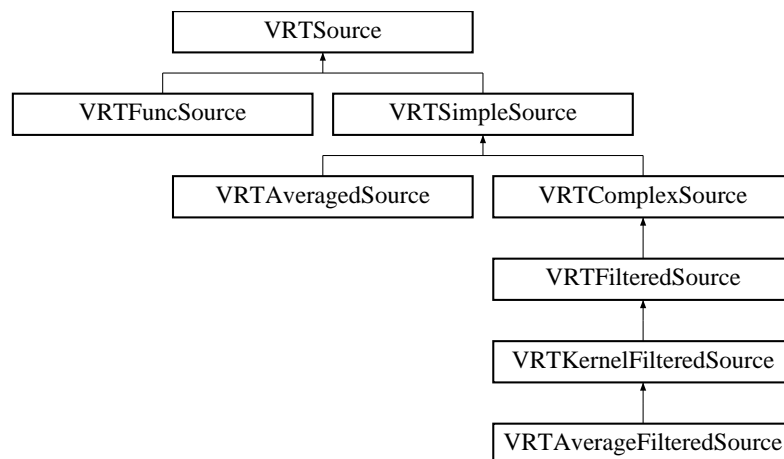 VRTSource
VRTFuncSource
VRTSimpleSource
VRTAveragedSource
VRTComplexSource
VRTFilteredSource
VRTKernelFilteredSource
VRTAverageFilteredSource